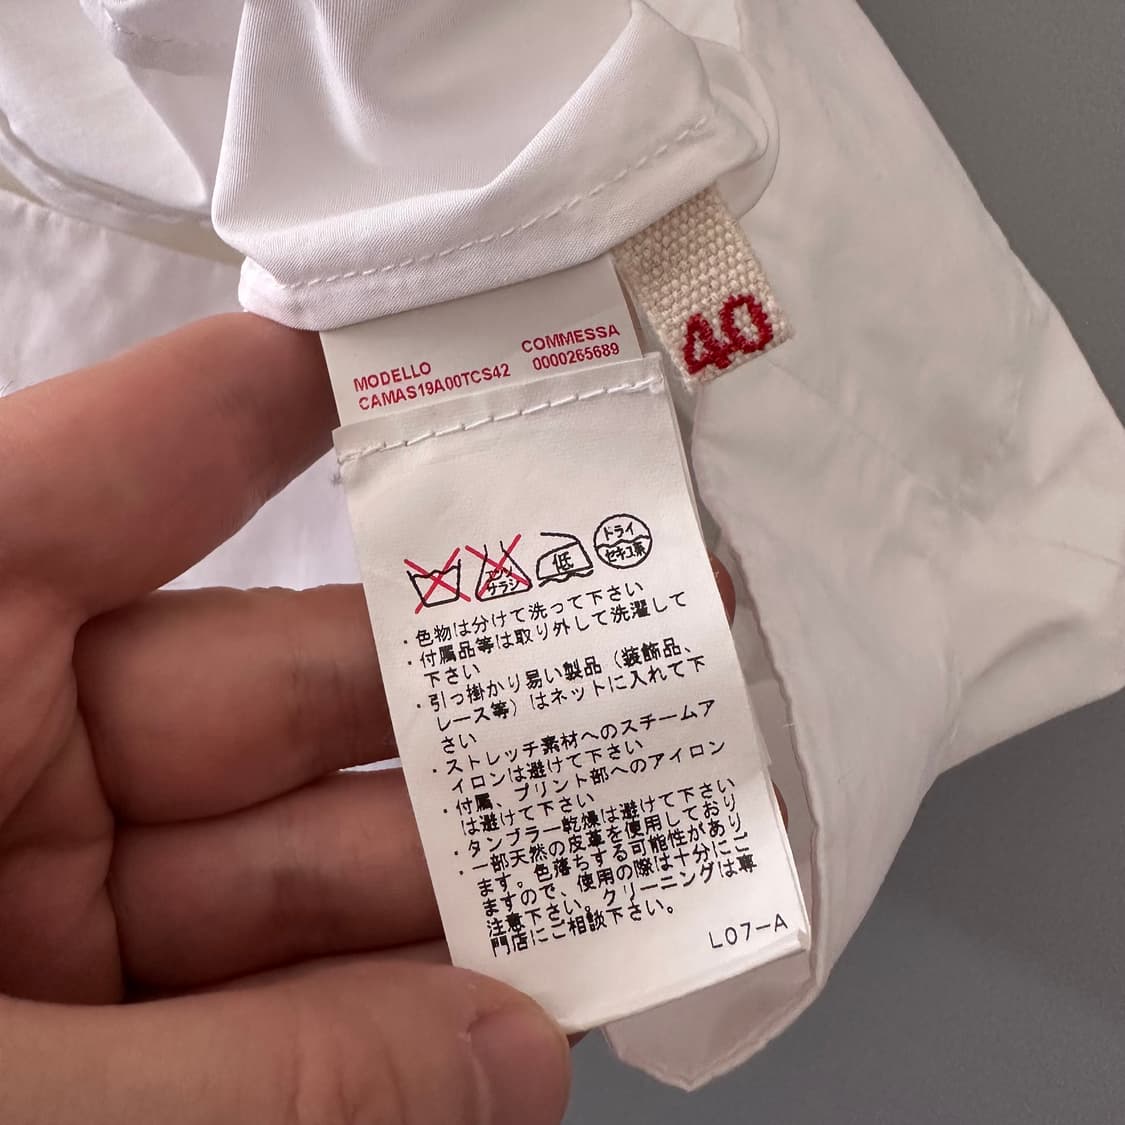 MODELLO
CAMAS19A00TCS42
COMMESSA
0000265689
40
エンソ
サラシ
低
ドライ
セキユ系
・色物は分けて洗って下さい
・付属品等は取り外して洗濯して
下さい
・引っ掛かり易い製品（装飾品、
レース等）はネットに入れて下
さい
・ストレッチ素材へのスチームア
イロンは避けて下さい
・付属、プリント部へのアイロン
は避けて下さい
・タンブラー乾燥は避けて下さい
・一部天然の皮革を使用しており
ます。色落ちする可能性があり
ますので、使用の際は十分にご
注意下さい。クリーニングは専
門店にご相談下さい。
L07-A